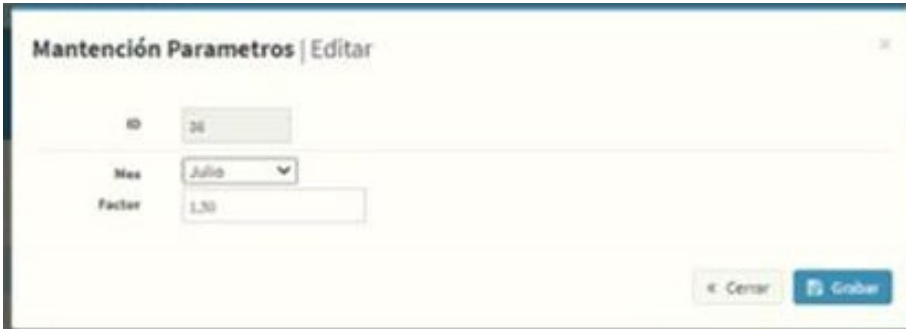 Mantención Parametros | Editar
×
ID 36
Mes Julio
Factor 1,50
« Cerrar Grabar